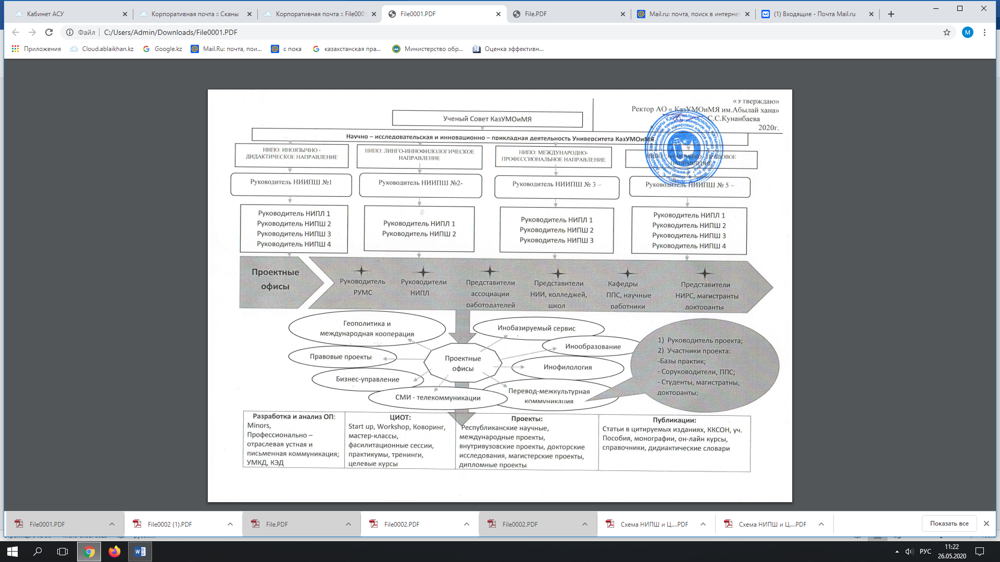 Кабинет АСУ
Корпоративная почта :: Сканы
Корпоративная почта :: File0001
File0001.PDF
File.PDF
Mail.ru: почта, поиск в интернет
(1) Входящие - Почта Mail.ru
Файл
C:/Users/Admin/Downloads/File0001.PDF
M
Приложения
Cloud.ablaikhan.kz
Google.kz
Mail.Ru: почта, пои...
с пока
казахстанская пра...
Министерство обр...
Оценка эффективн...
«Утверждаю»
Ректор АО « КазУМОиМЯ им.Абылай хана»
С.С.Кунанбаева
2020г.
Ученый Совет КазУМОиМЯ
Научно – исследовательская и инновационно – прикладная деятельность Университета КазУМОиМЯ
НИПО: ИНОЯЗЫЧНО -
ДИДАКТИЧЕСКОЕ НАПРАВЛЕНИЕ
НИПО: ЛИНГО-ИННОФИЛОЛОГИЧЕСКОЕ
НАПРАВЛЕНИЕ
НИПО: МЕЖДУНАРОДНО-
ПРОФЕССИОНАЛЬНОЕ НАПРАВЛЕНИЕ
НИПО: ЭКОНОМИКО - ПРАВОВОЕ
НАПРАВЛЕНИЕ
Руководитель НИИПШ №1
Руководитель НИИПШ №2-
Руководитель НИИПШ № 3 –
Руководитель НИИПШ № 5 –
Руководитель НИПЛ 1
Руководитель НИПШ 2
Руководитель НИПШ 3
Руководитель НИПШ 4
Руководитель НИПЛ 1
Руководитель НИПШ 2
Руководитель НИПЛ 1
Руководитель НИПШ 2
Руководитель НИПШ 3
Руководитель НИПЛ 1
Руководитель НИПШ 2
Руководитель НИПШ 3
Руководитель НИПШ 4
Проектные
офисы
Руководитель
РУМС
Руководители
НИПЛ
Представители
ассоциации
работодателей
Представители
НИИ, колледжей,
школ
Кафедры
ППС, научные
работники
Представители
НИРС, магистранты
докторанты
Геополитика и
международная кооперация
Инобазируемый сервис
Инообразование
Правовые проекты
Проектные
офисы
Инофилология
Бизнес-управление
Перевод-межкультурная
коммуникация
СМИ - телекоммуникации
1) Руководитель проекта;
2) Участники проекта:
-Базы практик;
- Соруководители, ППС;
- Студенты, магистратны,
докторанты;
Разработка и анализ ОП:
Minors,
Профессионально –
отраслевая устная и
письменная коммуникация;
УМКД, КЭД
ЦИОТ:
Start up, Workshop, Коворинг,
мастер-классы,
фасилитационные сессии,
практикумы, тренинги,
целевые курсы
Проекты:
Республиканские научные,
международные проекты,
внутривузовские проекты, докторские
исследования, магистерские проекты,
дипломные проекты
Публикации:
Статьи в цитируемых изданиях, ККСОН, уч.
Пособия, монографии, он-лайн курсы,
справочники, дидиактические словари
File0001.PDF
File0002 (1).PDF
File.PDF
File0002.PDF
File0002.PDF
Схема НИПШ и Ц....PDF
Схема НИПШ и Ц....PDF
Показать все
РУС
11:22
26.05.2020